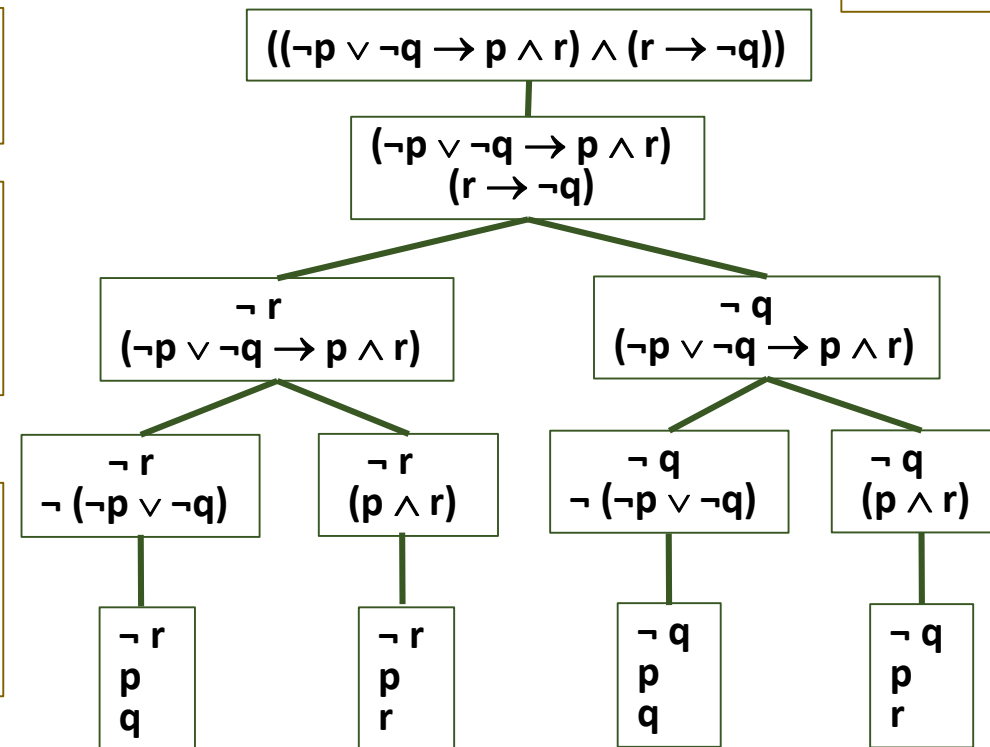 ((¬p ∨ ¬q → p ∧ r) ∧ (r → ¬q))
(¬p ∨ ¬q → p ∧ r)
(r → ¬q)
¬ r
(¬p ∨ ¬q → p ∧ r)
¬ q
(¬p ∨ ¬q → p ∧ r)
¬ r
¬ (¬p ∨ ¬q)
¬ r
(p ∧ r)
¬ q
¬ (¬p ∨ ¬q)
¬ q
(p ∧ r)
¬ r
p
q
¬ r
p
r
¬ q
p
q
¬ q
p
r